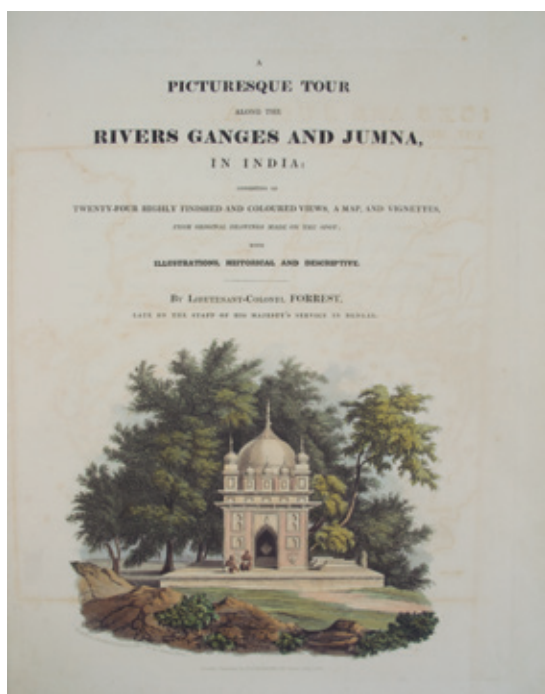 A
PICTURESQUE TOUR
ALONG THE
RIVERS GANGES AND JUMNA,
IN INDIA:
CONSISTING OF
TWENTY-FOUR HIGHLY FINISHED AND COLOURED VIEWS, A MAP, AND VIGNETTES,
FROM ORIGINAL DRAWINGS MADE ON THE SPOT;
WITH
ILLUSTRATIONS, HISTORICAL AND DESCRIPTIVE.
BY LIEUTENANT-COLONEL FORREST,
LATE ON THE STAFF OF HIS MAJESTY'S SERVICE IN BENGAL.